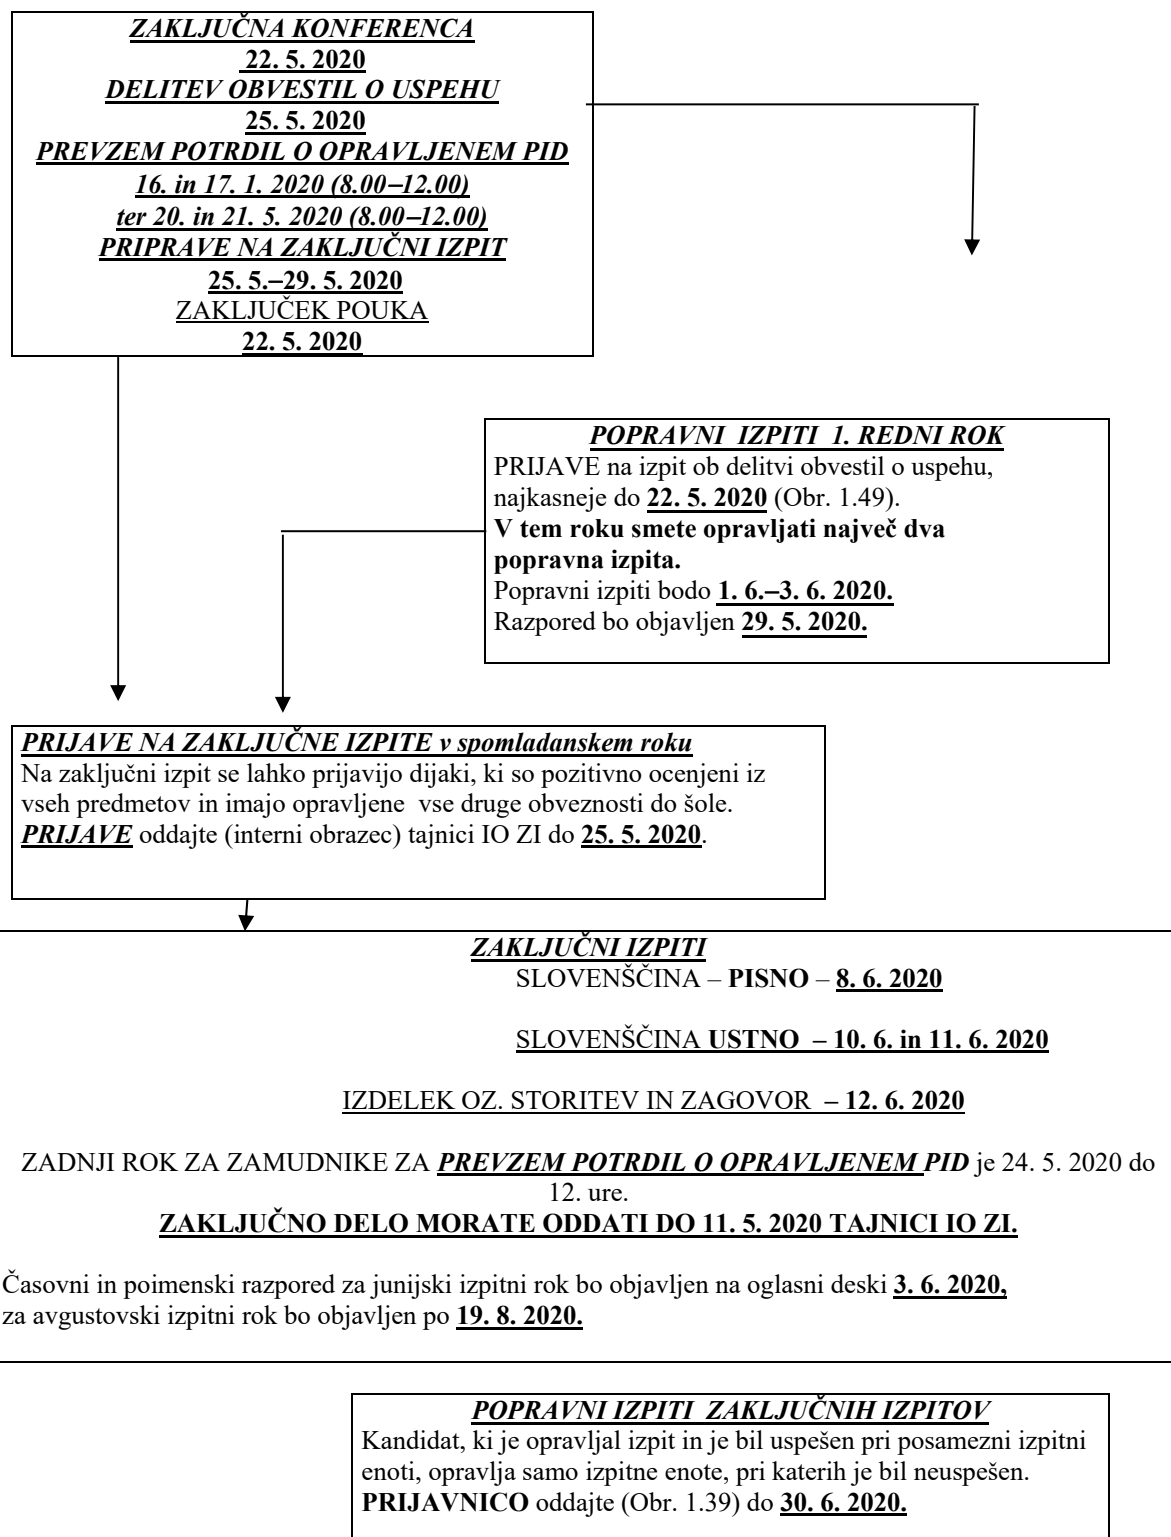 ZAKLJUČNA KONFERENCA
22. 5. 2020
DELITEV OBVESTIL O USPEHU
25. 5. 2020
PREVZEM POTRDIL O OPRAVLJENEM PID
16. in 17. 1. 2020 (8.00–12.00)
ter 20. in 21. 5. 2020 (8.00–12.00)
PRIPRAVE NA ZAKLJUČNI IZPIT
25. 5.–29. 5. 2020
ZAKLJUČEK POUKA
22. 5. 2020
POPRAVNI IZPITI 1. REDNI ROK
PRIJAVE na izpit ob delitvi obvestil o uspehu,
najkasneje do 22. 5. 2020 (Obr. 1.49).
V tem roku smete opravljati največ dva
popravna izpita.
Popravni izpiti bodo 1. 6.–3. 6. 2020.
Razpored bo objavljen 29. 5. 2020.
PRIJAVE NA ZAKLJUČNE IZPITE v spomladanskem roku
Na zaključni izpit se lahko prijavijo dijaki, ki so pozitivno ocenjeni iz
vseh predmetov in imajo opravljene vse druge obveznosti do šole.
PRIJAVE oddajte (interni obrazec) tajnici IO ZI do 25. 5. 2020.
ZAKLJUČNI IZPITI
SLOVENŠČINA – PISNO – 8. 6. 2020
SLOVENŠČINA USTNO – 10. 6. in 11. 6. 2020
IZDELEK OZ. STORITEV IN ZAGOVOR – 12. 6. 2020
ZADNJI ROK ZA ZAMUDNIKE ZA PREVZEM POTRDIL O OPRAVLJENEM PID je 24. 5. 2020 do
12. ure.
ZAKLJUČNO DELO MORATE ODDATI DO 11. 5. 2020 TAJNICI IO ZI.
Časovni in poimenski razpored za junijski izpitni rok bo objavljen na oglasni deski 3. 6. 2020,
za avgustovski izpitni rok bo objavljen po 19. 8. 2020.
POPRAVNI IZPITI ZAKLJUČNIH IZPITOV
Kandidat, ki je opravljal izpit in je bil uspešen pri posamezni izpitni
enoti, opravlja samo izpitne enote, pri katerih je bil neuspešen.
PRIJAVNICO oddajte (Obr. 1.39) do 30. 6. 2020.